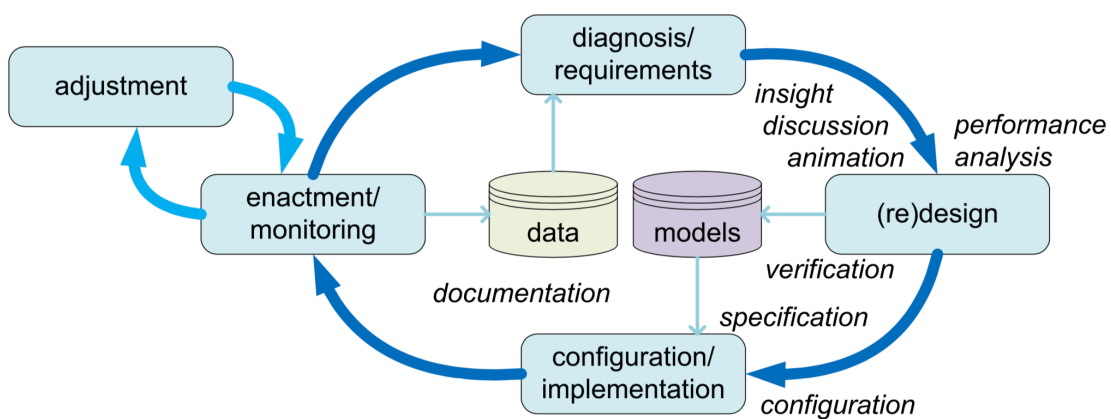 diagnosis/
requirements
adjustment
insight
discussion
animation
performance
analysis
enactment/
monitoring
data
models
(re)design
verification
documentation
specification
configuration/
implementation
configuration